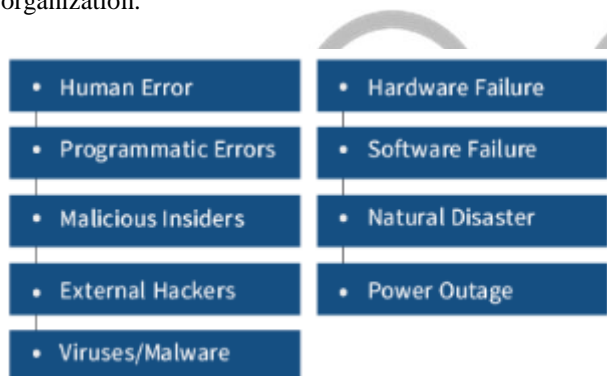 organization.
• Human Error
• Programmatic Errors
• Malicious Insiders
• External Hackers
• Viruses/Malware
• Hardware Failure
• Software Failure
• Natural Disaster
• Power Outage